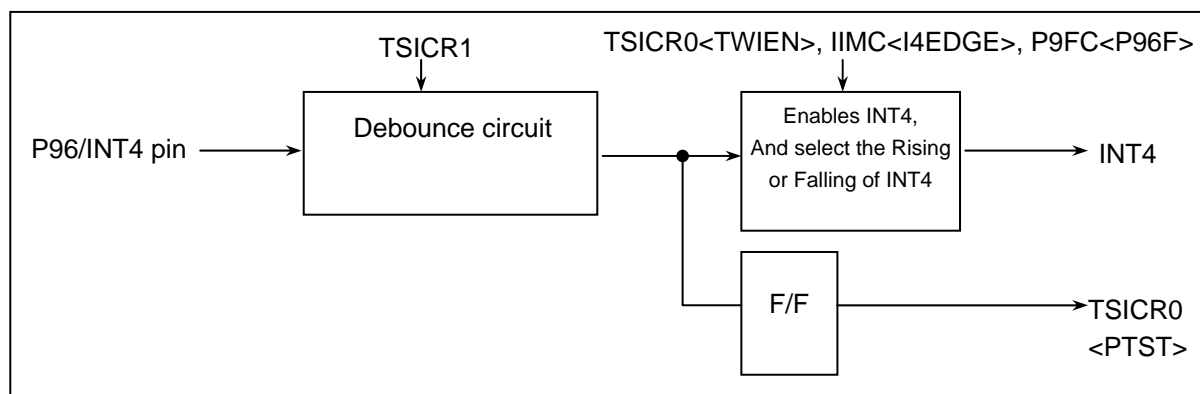 TSICR1
TSICR0<TWIEN>, IIMC<I4EDGE>, P9FC<P96F>
P96/INT4 pin
Debounce circuit
Enables INT4,
And select the Rising
or Falling of INT4
INT4
F/F
TSICR0
<PTST>